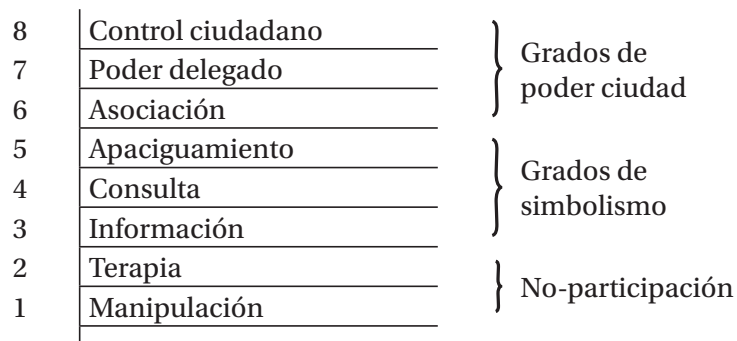 8 Control ciudadano
7 Poder delegado
6 Asociación
Grados de
poder ciudad
5 Apaciguamiento
4 Consulta
3 Información
Grados de
simbolismo
2 Terapia
1 Manipulación
No-participación